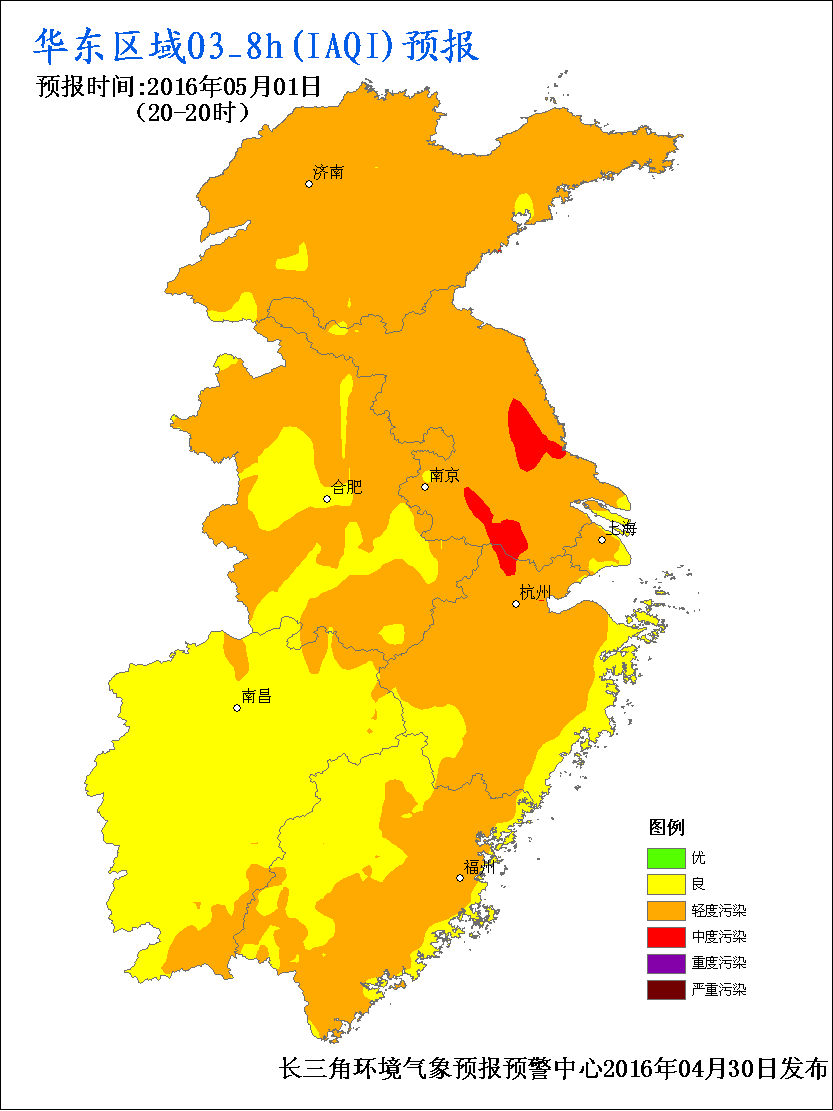 华东区域O3_8h(IAQI)预报
预报时间:2016年05月01日
（20-20时）
济南
南京
合肥
上海
杭州
南昌
福州
图例
优
良
轻度污染
中度污染
重度污染
严重污染
长三角环境气象预报预警中心2016年04月30日发布